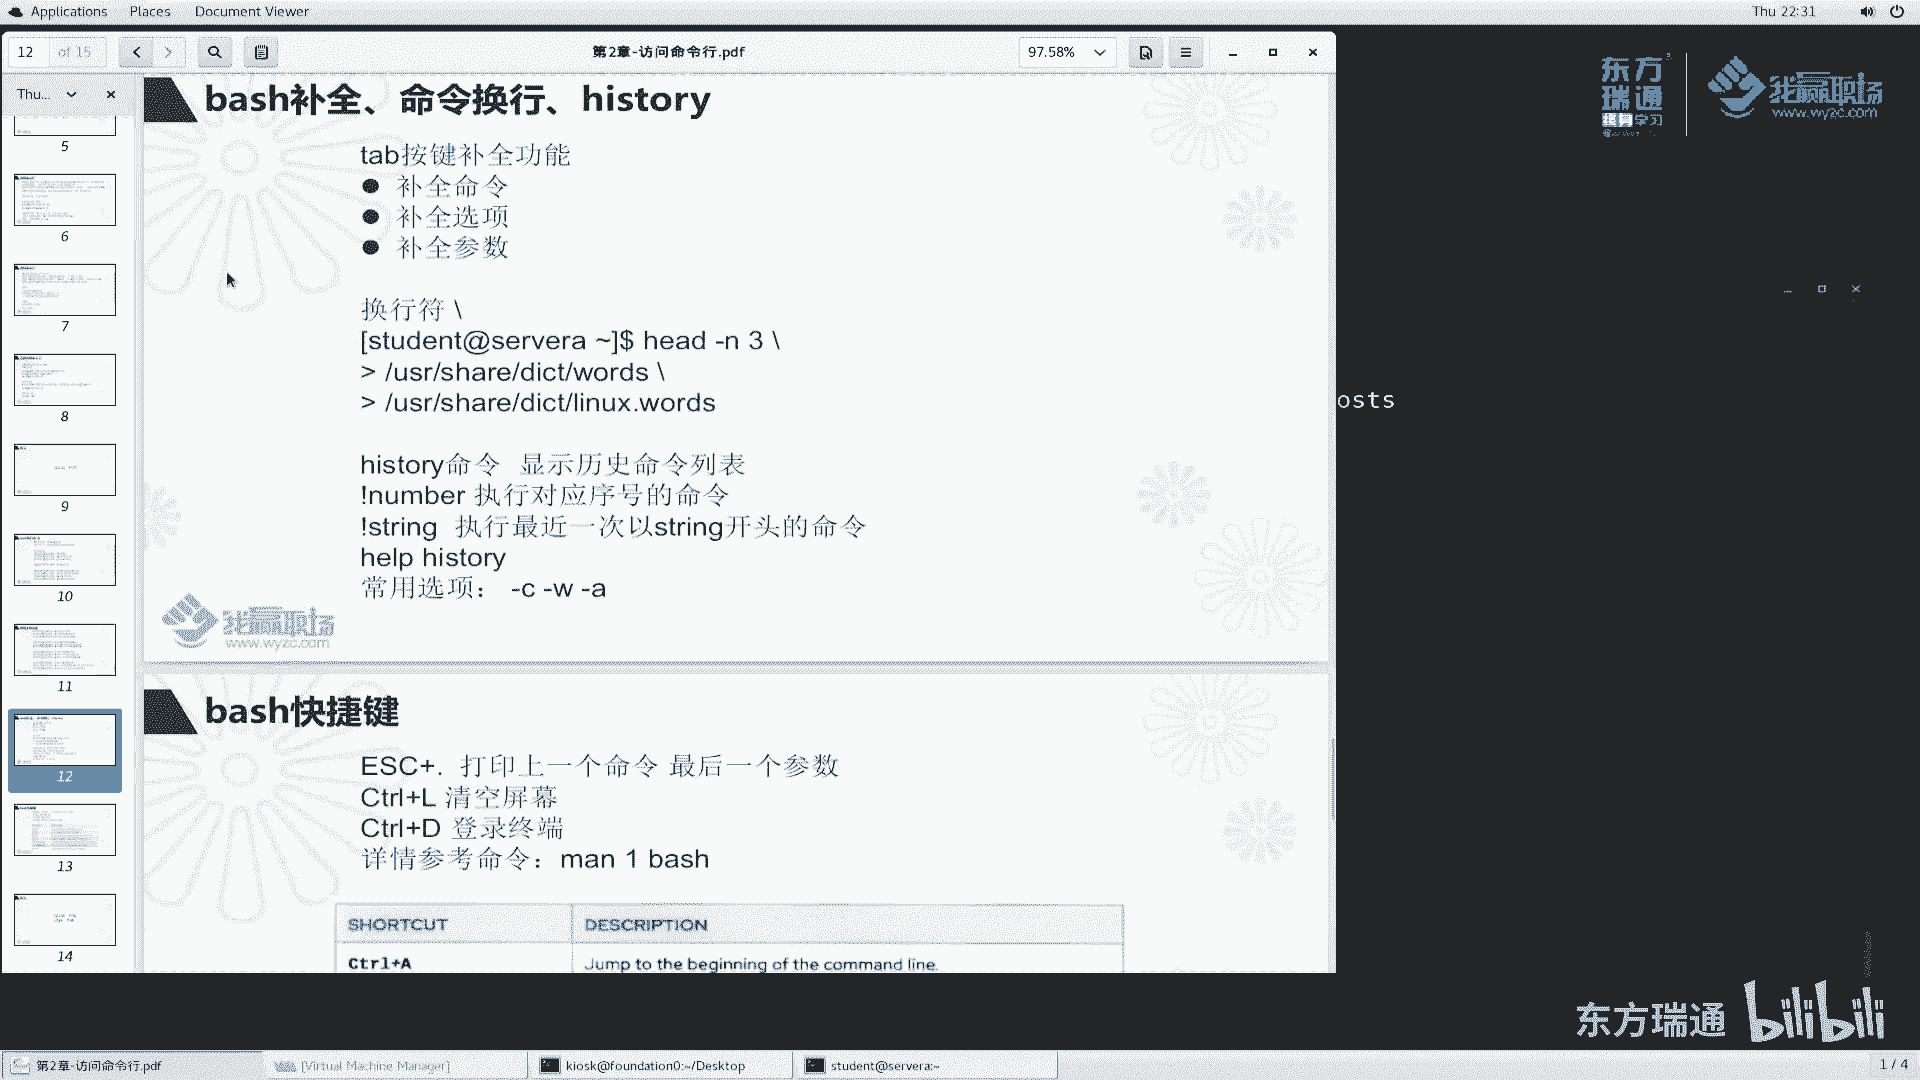 Applications Places Document Viewer Thu 22:31
12 of 15 第2章-访问命令行.pdf 97.58%
Thu...
5
6
7
8
9
10
11
12
13
14
bash补全、命令换行、history
tab按键补全功能
● 补全命令
● 补全选项
● 补全参数
换行符 \
[student@servera ~]$ head -n 3 \
> /usr/share/dict/words \
> /usr/share/dict/linux.words
history命令 显示历史命令列表
!number 执行对应序号的命令
!string 执行最近一次以string开头的命令
help history
常用选项： -c -w -a
我赢职场
www.wyzc.com
bash快捷键
ESC+. 打印上一个命令 最后一个参数
Ctrl+L 清空屏幕
Ctrl+D 登录终端
详情参考命令：man 1 bash
SHORTCUT DESCRIPTION
Ctrl+A Jump to the beginning of the command line.
东方瑞通
终身学习
我赢职场
www.wyzc.com
osts
东方瑞通 bilibili
第2章-访问命令行.pdf [Virtual Machine Manager] kiosk@foundation0:~/Desktop student@servera:~ 1 / 4